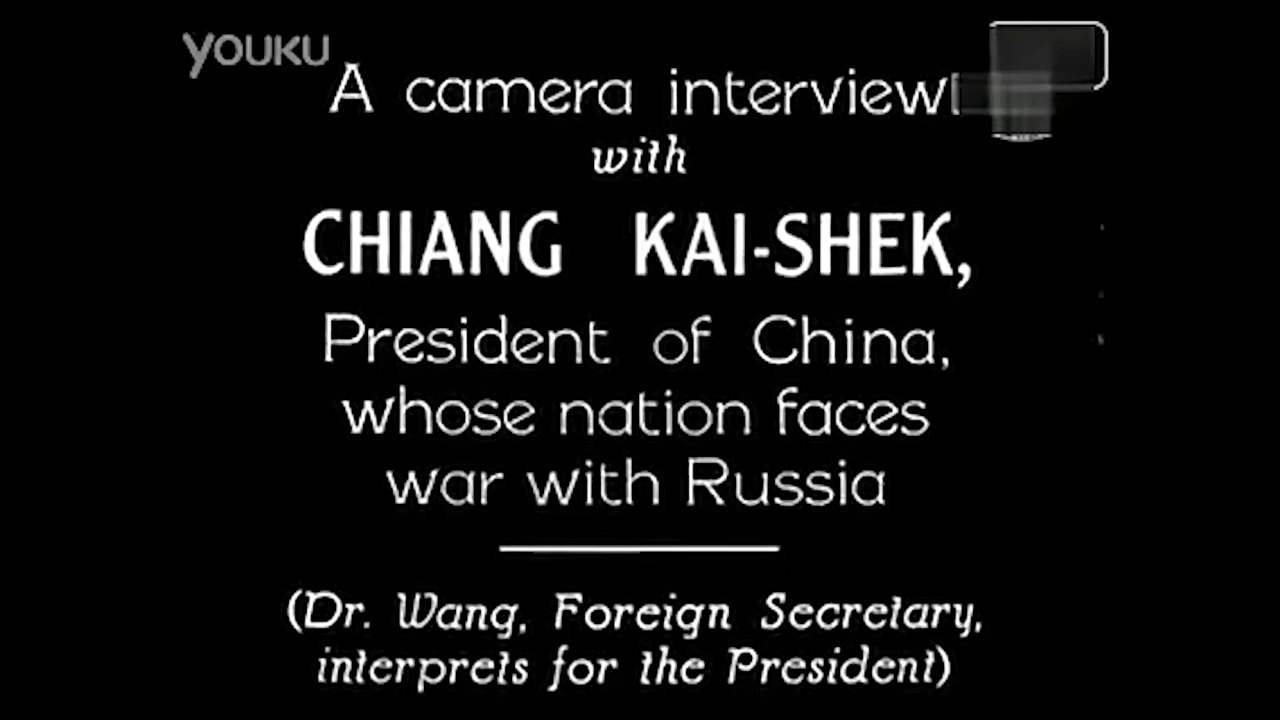 YOUKU
A camera interview
with
CHIANG KAI-SHEK,
President of China,
whose nation faces
war with Russia
(Dr. Wang, Foreign Secretary,
interprets for the President)